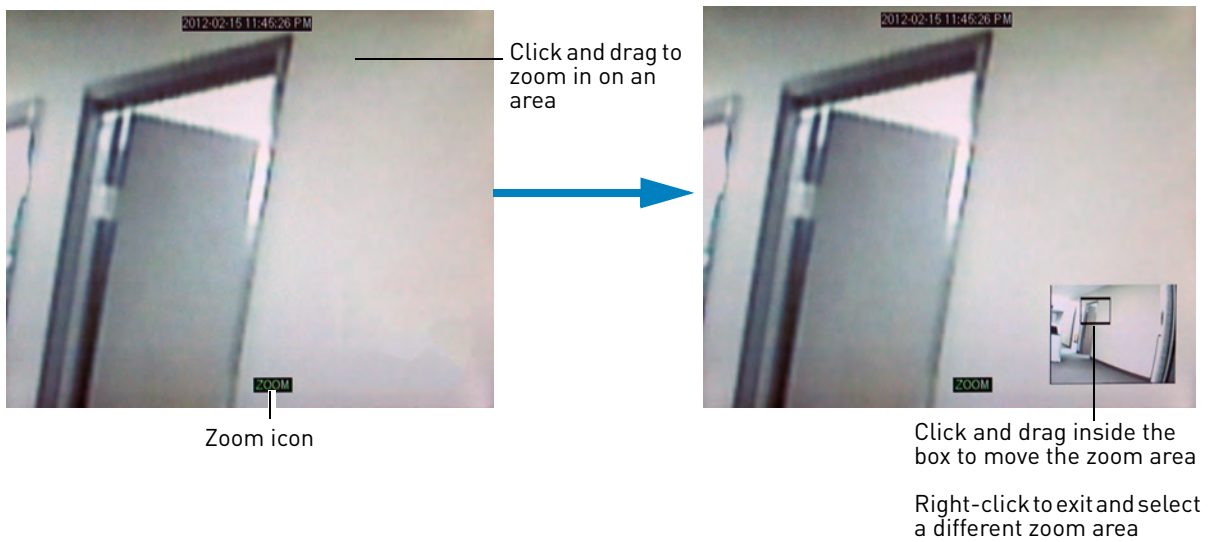 2012-02-15 11:45:26 PM
Click and drag to
zoom in on an
area
ZOOM
Zoom icon
2012-02-15 11:45:26 PM
ZOOM
Click and drag inside the
box to move the zoom area
Right-click to exit and select
a different zoom area